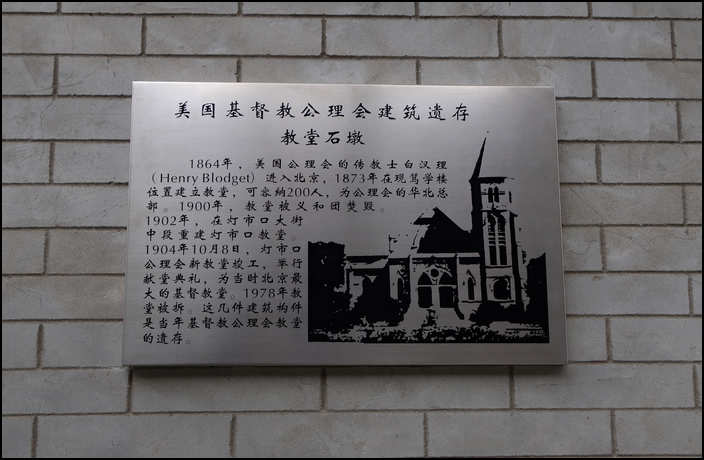 美国基督教公理会建筑遗存
教堂石墩
1864年，美国公理会的传教士白汉理
（Henry Blodget）进入北京，1873年在现笃学楼
位置建立教堂，可容纳200人，为公理会的华北总
部。1900年，教堂被义和团焚毁。
1902年，在灯市口大街
中段重建灯市口教堂
1904年10月8日，灯市口
公理会新教堂竣工，举行
献堂典礼，为当时北京最
大的基督教堂。1978年教
堂被拆。这几件建筑构件
是当年基督教公理会教堂
的遗存。